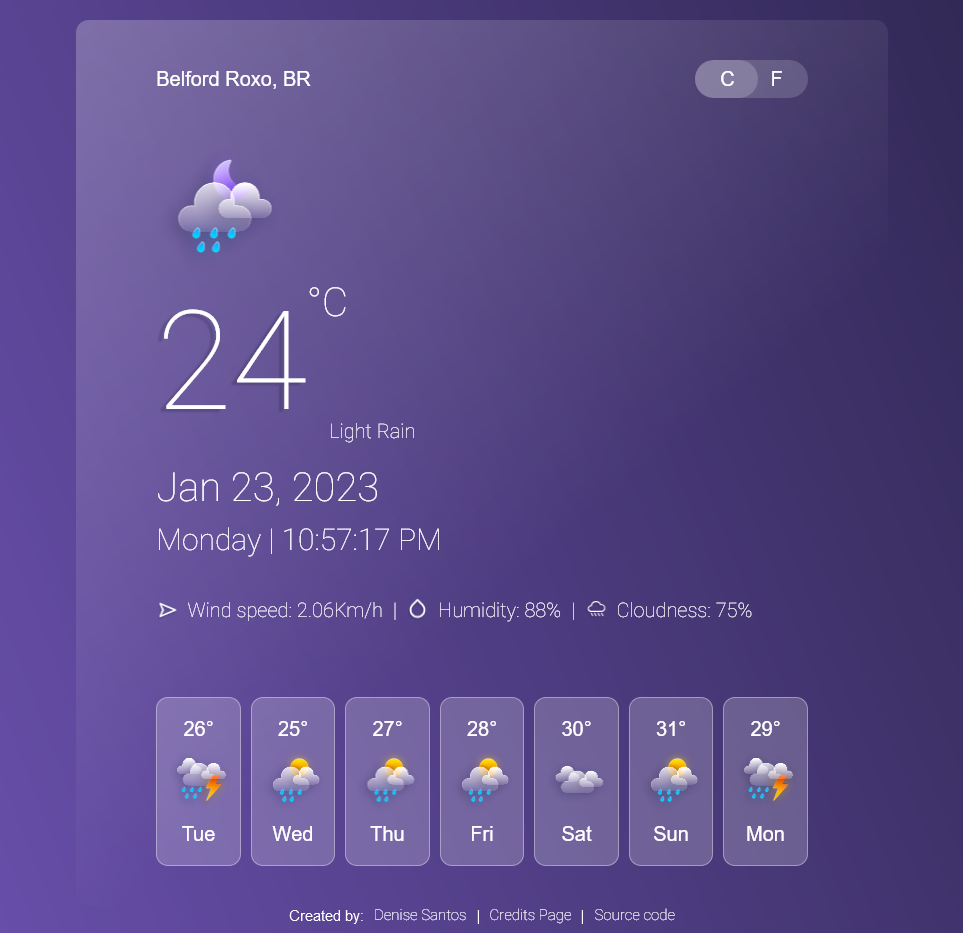 Belford Roxo, BR
C F
24 °C
Light Rain
Jan 23, 2023
Monday | 10:57:17 PM
Wind speed: 2.06Km/h | Humidity: 88% | Cloudness: 75%
26° 25° 27° 28° 30° 31° 29°
Tue Wed Thu Fri Sat Sun Mon
Created by: Denise Santos | Credits Page | Source code